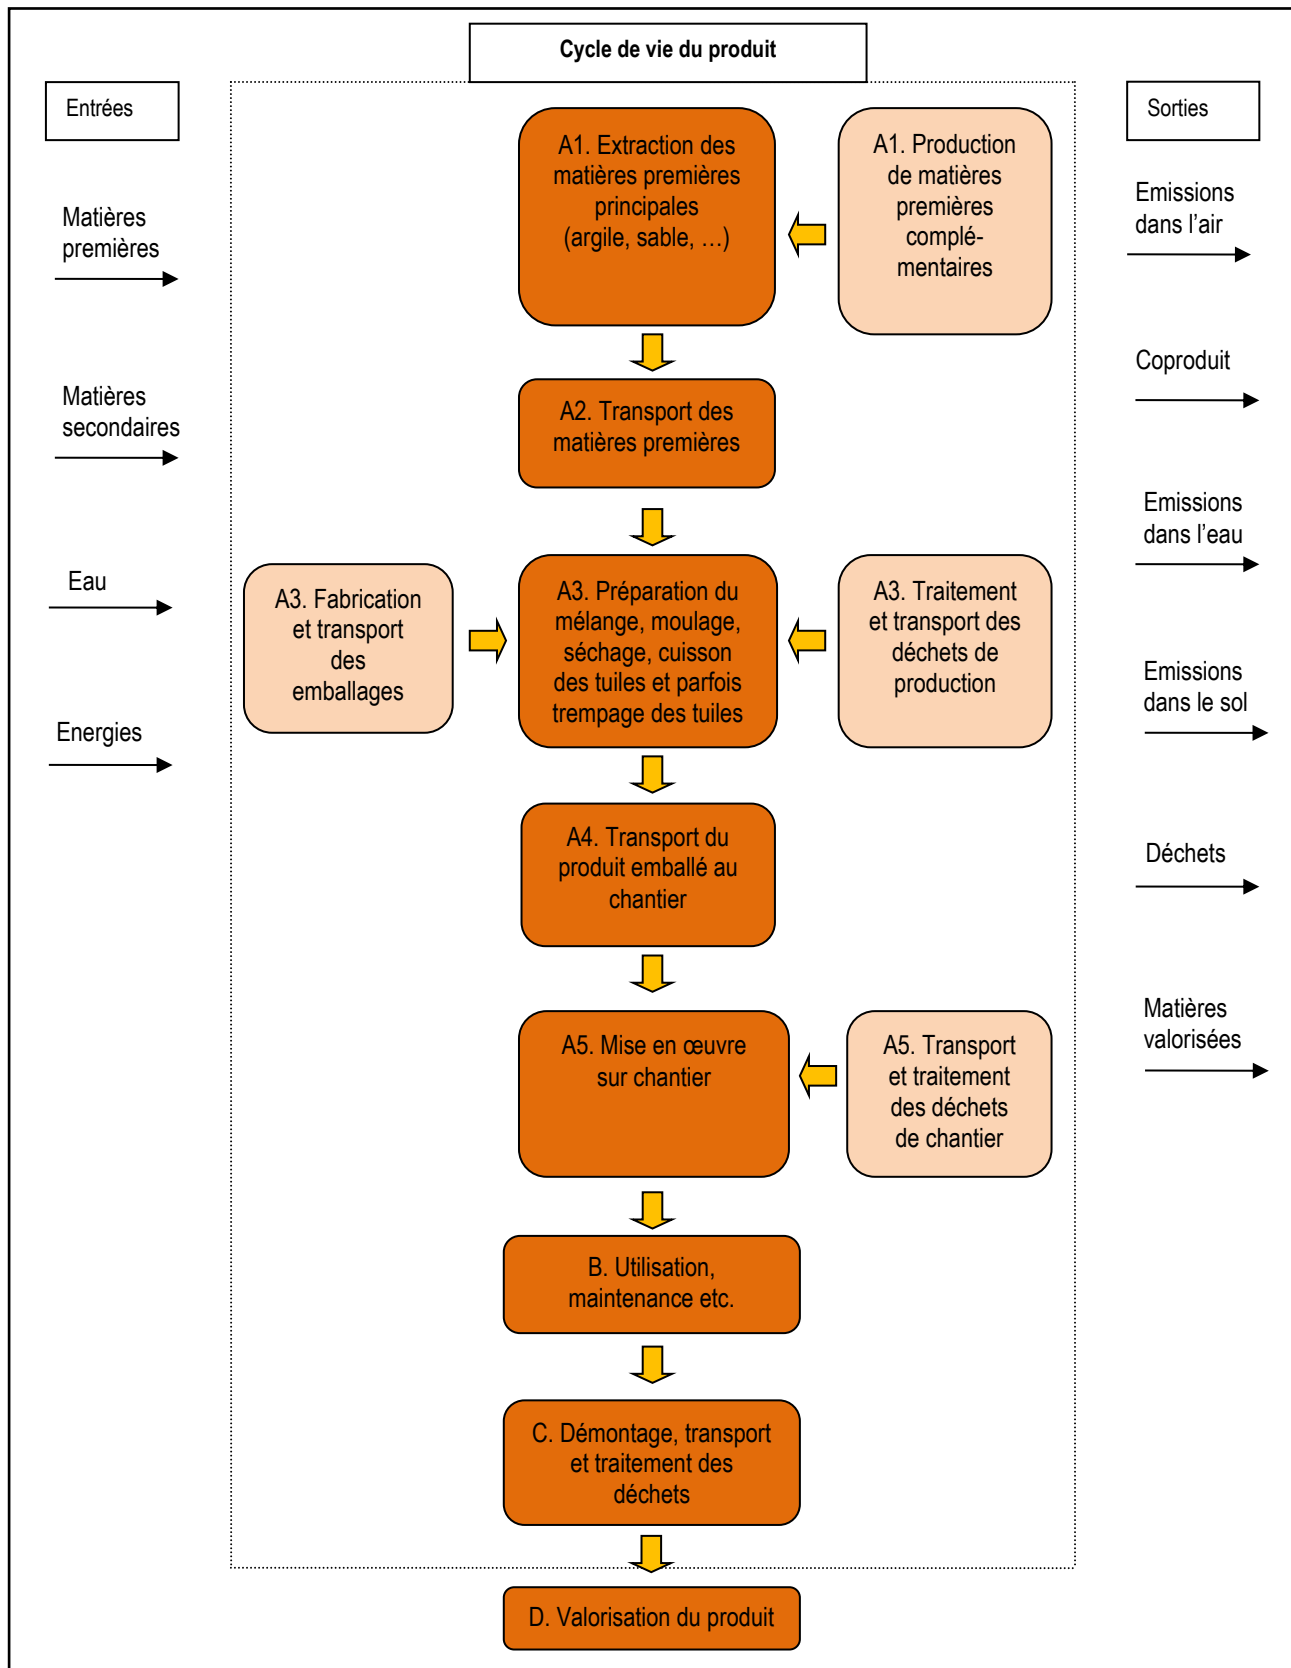 Cycle de vie du produit
Entrées
Matières
premières
Matières
secondaires
Eau
Energies
A1. Extraction des
matières premières
principales
(argile, sable, …)
A1. Production
de matières
premières
complé-
mentaires
A2. Transport des
matières premières
A3. Fabrication
et transport
des
emballages
A3. Préparation du
mélange, moulage,
séchage, cuisson
des tuiles et parfois
trempage des tuiles
A3. Traitement
et transport des
déchets de
production
A4. Transport du
produit emballé au
chantier
A5. Mise en œuvre
sur chantier
A5. Transport
et traitement
des déchets
de chantier
B. Utilisation,
maintenance etc.
C. Démontage, transport
et traitement des
déchets
D. Valorisation du produit
Sorties
Emissions
dans l’air
Coproduit
Emissions
dans l’eau
Emissions
dans le sol
Déchets
Matières
valorisées